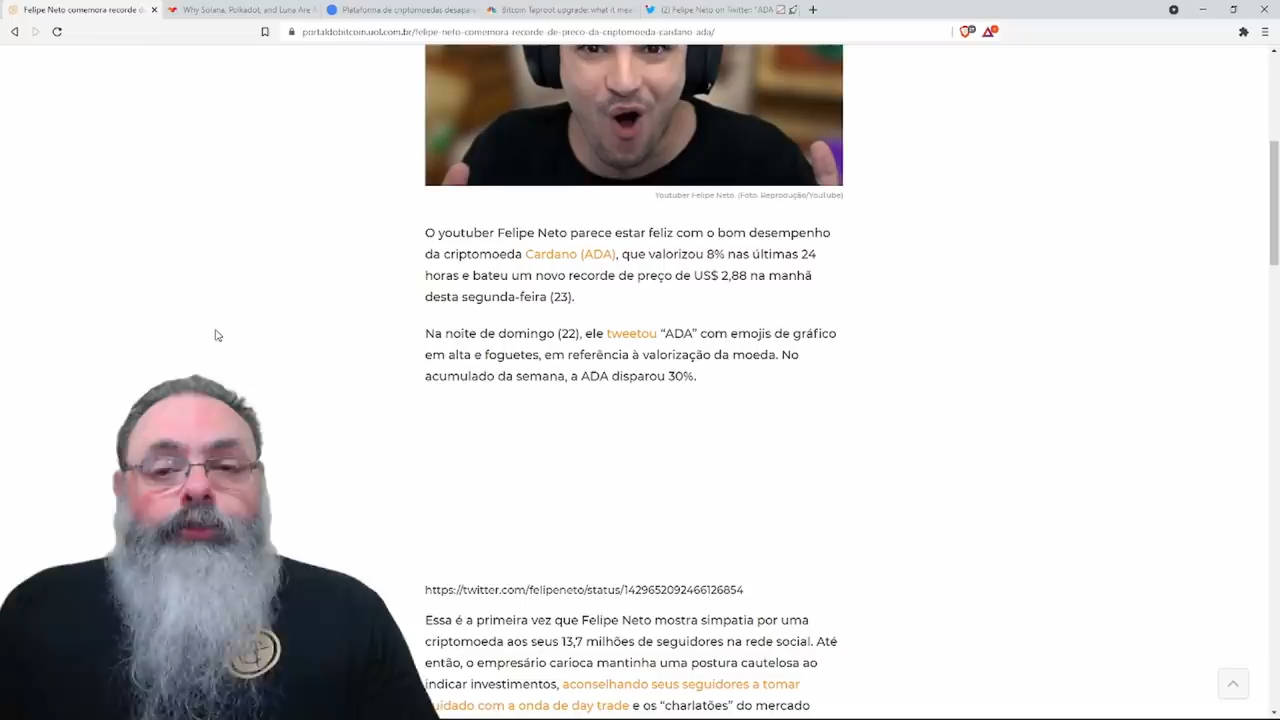 Felipe Neto comemora recorde d
Why Solana, Polkadot, and Luna Are A
Plataforma de criptomoedas desapare
Bitcoin Taproot upgrade: what it mea
(2) Felipe Neto on Twitter: "ADA
portaldobitcoin.uol.com.br/felipe-neto-comemora-recorde-de-preco-da-criptomoeda-cardano-ada/
Youtuber Felipe Neto. (Foto: Reprodução/YouTube)
O youtuber Felipe Neto parece estar feliz com o bom desempenho
da criptomoeda Cardano (ADA), que valorizou 8% nas últimas 24
horas e bateu um novo recorde de preço de US$ 2,88 na manhã
desta segunda-feira (23).
Na noite de domingo (22), ele tweetou “ADA” com emojis de gráfico
em alta e foguetes, em referência à valorização da moeda. No
acumulado da semana, a ADA disparou 30%.
https://twitter.com/felipeneto/status/1429652092466126854
Essa é a primeira vez que Felipe Neto mostra simpatia por uma
criptomoeda aos seus 13,7 milhões de seguidores na rede social. Até
então, o empresário carioca mantinha uma postura cautelosa ao
indicar investimentos, aconselhando seus seguidores a tomar
uidado com a onda de day trade e os “charlatões” do mercado